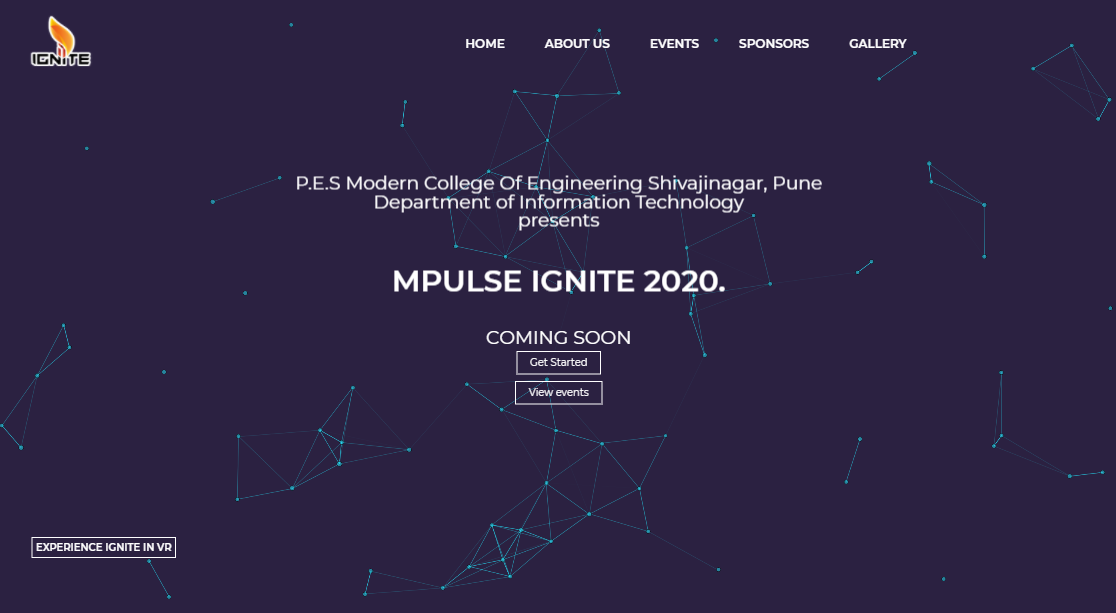 IGNITE
HOME ABOUT US EVENTS SPONSORS GALLERY
P.E.S Modern College Of Engineering Shivajinagar, Pune
Department of Information Technology
presents
MPULSE IGNITE 2020.
COMING SOON
Get Started
View events
EXPERIENCE IGNITE IN VR